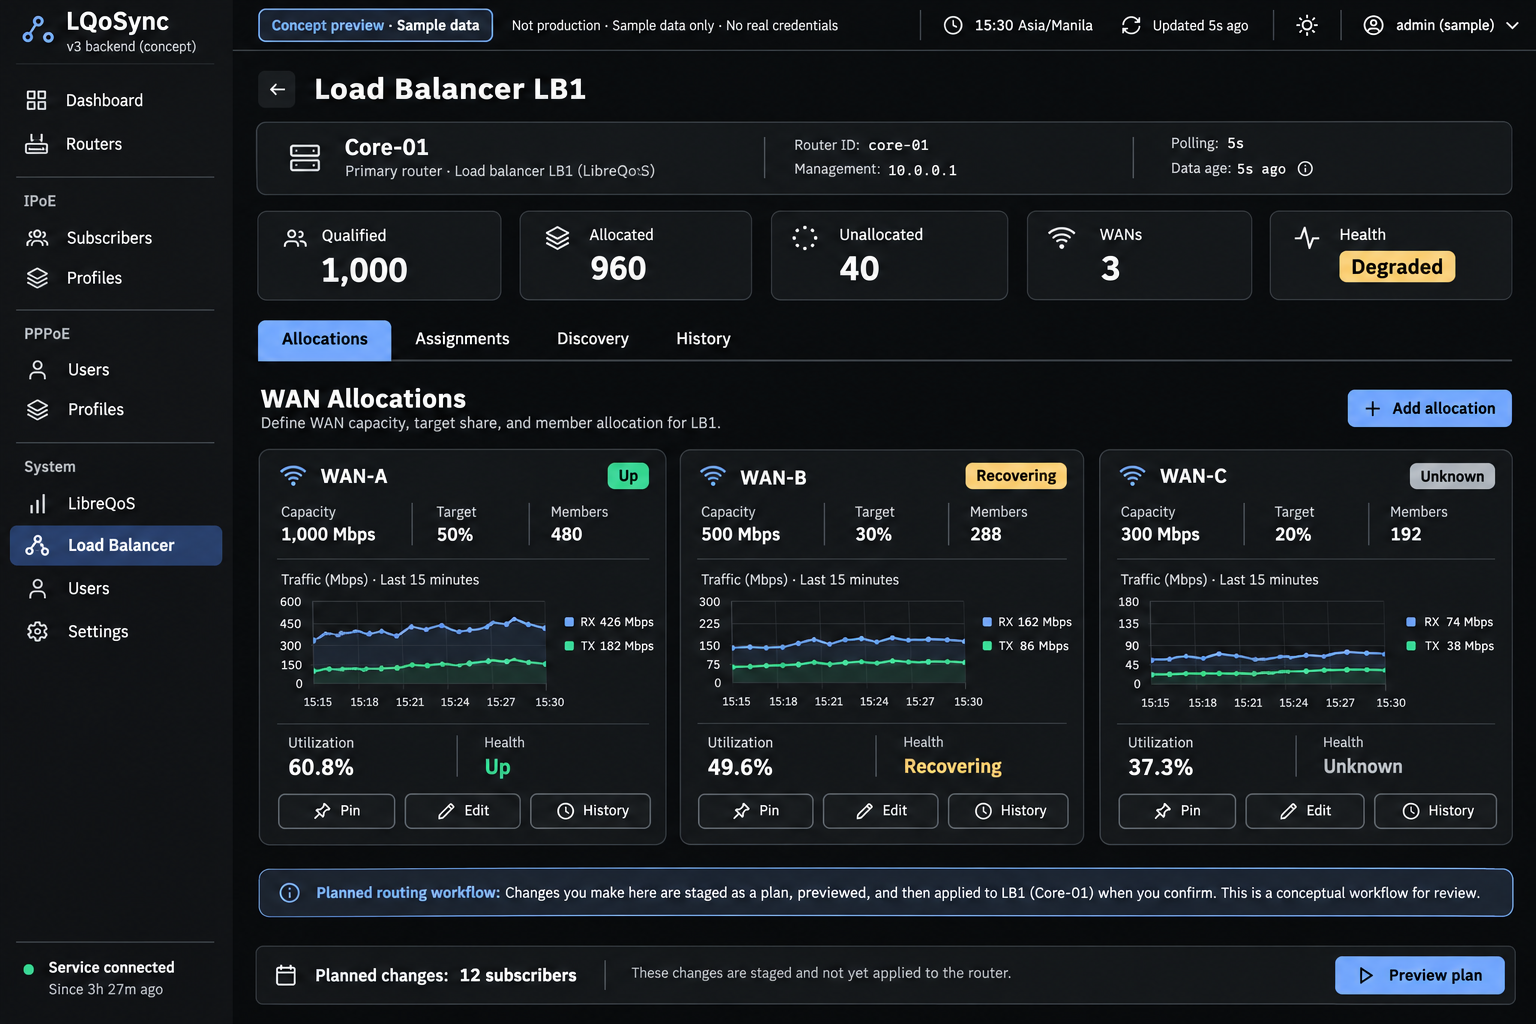 LQoSync
v3 backend (concept)
Concept preview · Sample data
Not production · Sample data only · No real credentials
15:30 Asia/Manila
Updated 5s ago
admin (sample)
Dashboard
Routers
IPoE
Subscribers
Profiles
PPPoE
Users
Profiles
System
LibreQoS
Load Balancer
Users
Settings
Service connected
Since 3h 27m ago
Load Balancer LB1
Core-01
Primary router · Load balancer LB1 (LibreQoS)
Router ID: core-01
Management: 10.0.0.1
Polling: 5s
Data age: 5s ago
Qualified
1,000
Allocated
960
Unallocated
40
WANs
3
Health
Degraded
Allocations
Assignments
Discovery
History
WAN Allocations
Define WAN capacity, target share, and member allocation for LB1.
Add allocation
WAN-A
Up
Capacity
1,000 Mbps
Target
50%
Members
480
Traffic (Mbps) · Last 15 minutes
600
450
300
150
0
15:15 15:18 15:21 15:24 15:27 15:30
RX 426 Mbps
TX 182 Mbps
Utilization
60.8%
Health
Up
Pin
Edit
History
WAN-B
Recovering
Capacity
500 Mbps
Target
30%
Members
288
Traffic (Mbps) · Last 15 minutes
300
225
150
75
0
15:15 15:18 15:21 15:24 15:27 15:30
RX 162 Mbps
TX 86 Mbps
Utilization
49.6%
Health
Recovering
Pin
Edit
History
WAN-C
Unknown
Capacity
300 Mbps
Target
20%
Members
192
Traffic (Mbps) · Last 15 minutes
180
135
90
45
0
15:15 15:18 15:21 15:24 15:27 15:30
RX 74 Mbps
TX 38 Mbps
Utilization
37.3%
Health
Unknown
Pin
Edit
History
Planned routing workflow: Changes you make here are staged as a plan, previewed, and then applied to LB1 (Core-01) when you confirm. This is a conceptual workflow for review.
Planned changes: 12 subscribers
These changes are staged and not yet applied to the router.
Preview plan